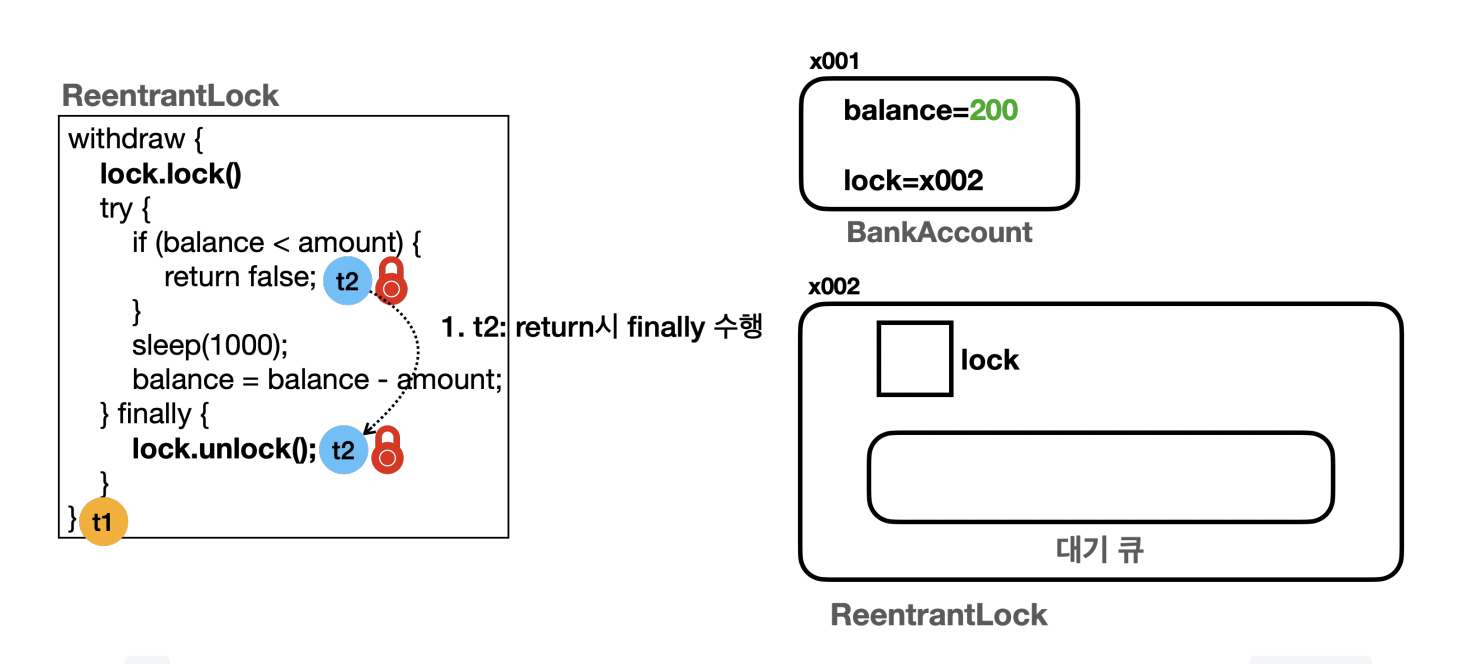 ReentrantLock
withdraw {
lock.lock()
try {
if (balance < amount) {
return false; t2
}
sleep(1000);
balance = balance - amount;
} finally {
lock.unlock(); t2
}
} t1
1. t2: return시 finally 수행
x001
balance=200
lock=x002
BankAccount
x002
lock
대기 큐
ReentrantLock